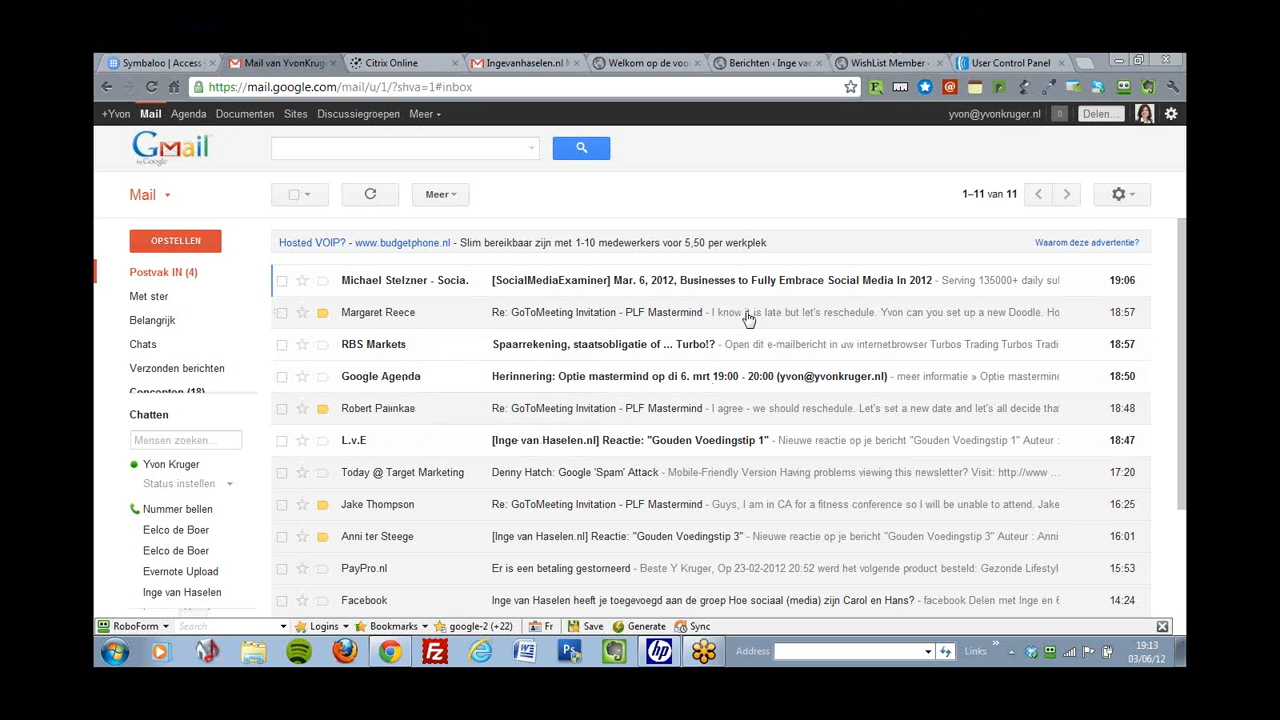 Symbaloo | Access
Mail van YvonKruge
Citrix Online
Ingevanhaselen.nl
Welkom op de voo
Berichten ‹ Inge va
WishList Member ‹
User Control Panel
https://mail.google.com/mail/u/1/?shva=1#inbox
+Yvon Mail Agenda Documenten Sites Discussiegroepen Meer
yvon@yvonkruger.nl 0 Delen...
Gmail
by Google
Mail
Meer
1–11 van 11
OPSTELLEN
Hosted VOIP? - www.budgetphone.nl - Slim bereikbaar zijn met 1-10 medewerkers voor 5,50 per werkplek
Waarom deze advertentie?
Postvak IN (4)
Met ster
Belangrijk
Chats
Verzonden berichten
Concepten (18)
Michael Stelzner - Socia. [SocialMediaExaminer] Mar. 6, 2012, Businesses to Fully Embrace Social Media In 2012 - Serving 135000+ daily sul 19:06
Margaret Reece Re: GoToMeeting Invitation - PLF Mastermind - I know it is late but let's reschedule. Yvon can you set up a new Doodle. Ho 18:57
RBS Markets Spaarrekening, staatsobligatie of ... Turbo!? - Open dit e-mailbericht in uw internetbrowser Turbos Trading Turbos Tradi 18:57
Google Agenda Herinnering: Optie mastermind op di 6. mrt 19:00 - 20:00 (yvon@yvonkruger.nl) - meer informatie » Optie mastermin 18:50
Robert Painkae Re: GoToMeeting Invitation - PLF Mastermind - I agree - we should reschedule. Let's set a new date and let's all decide tha 18:48
L.v.E [Inge van Haselen.nl] Reactie: "Gouden Voedingstip 1" - Nieuwe reactie op je bericht "Gouden Voedingstip 1" Auteur : 18:47
Today @ Target Marketing Denny Hatch: Google 'Spam' Attack - Mobile-Friendly Version Having problems viewing this newsletter? Visit: http://www ... 17:20
Jake Thompson Re: GoToMeeting Invitation - PLF Mastermind - Guys, I am in CA for a fitness conference so I will be unable to attend. Jake 16:25
Anni ter Steege [Inge van Haselen.nl] Reactie: "Gouden Voedingstip 3" - Nieuwe reactie op je bericht "Gouden Voedingstip 3" Auteur : Anni 16:01
PayPro.nl Er is een betaling gestorneerd - Beste Y Kruger, Op 23-02-2012 20:52 werd het volgende product besteld: Gezonde Lifestyl 15:53
Facebook Inge van Haselen heeft je toegevoegd aan de groep Hoe sociaal (media) zijn Carol en Hans? - facebook Delen met Inge en 6 14:24
Chatten
Mensen zoeken...
Yvon Kruger
Status instellen
Nummer bellen
Eelco de Boer
Eelco de Boer
Evernote Upload
Inge van Haselen
RoboForm Search Logins Bookmarks google-2 (+22) Fr Save Generate Sync
Address Links »
19:13
03/06/12